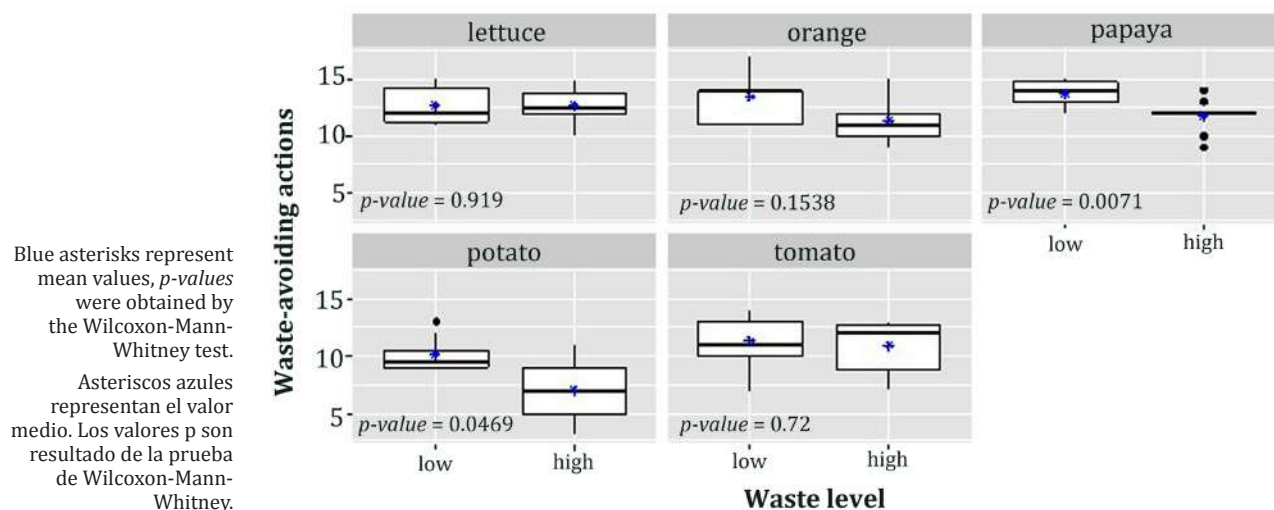 Blue asterisks represent
mean values, p-values
were obtained by
the Wilcoxon-Mann-
Whitney test.
Asteriscos azules
representan el valor
medio. Los valores p son
resultado de la prueba
de Wilcoxon-Mann-
Whitney.
Waste-avoiding actions
lettuce
orange
papaya
15
10
5
p-value = 0.919
p-value = 0.1538
p-value = 0.0071
low
high
potato
tomato
15
10
5
p-value = 0.0469
p-value = 0.72
low
high
low
high
Waste level